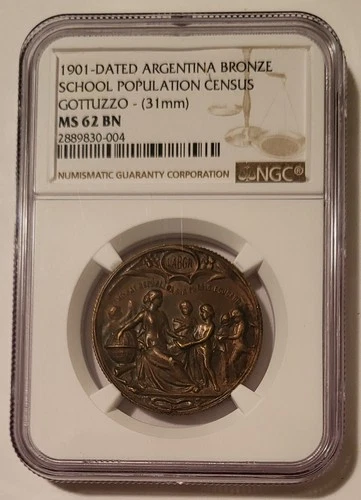 1901-DATED ARGENTINA BRONZE
SCHOOL POPULATION CENSUS
GOTTUZZO - (31mm)
MS 62 BN
2889830-004
NUMISMATIC GUARANTY CORPORATION
NGC®